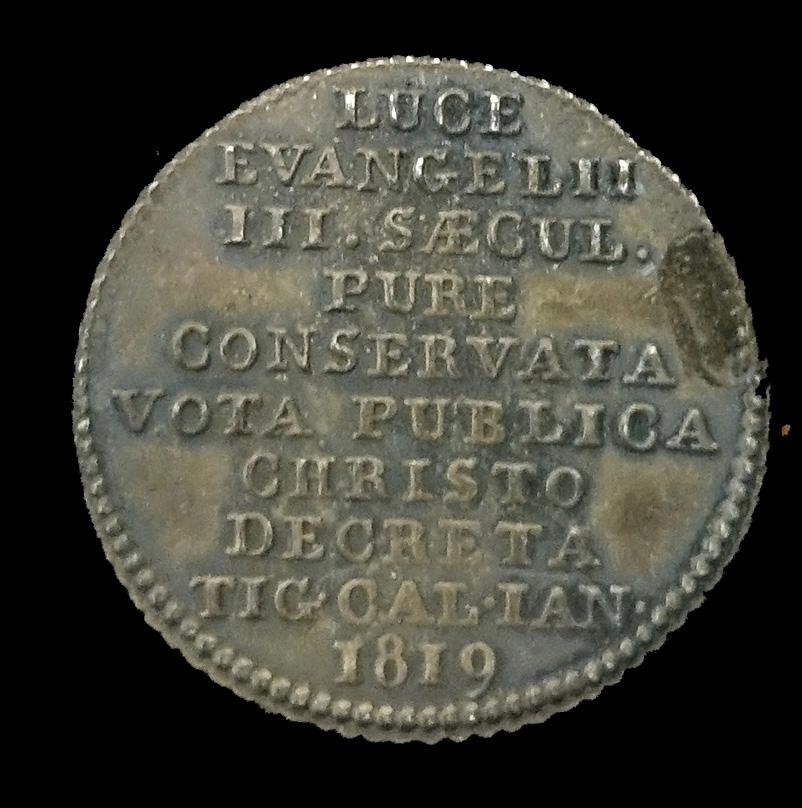 LUCE
EVANGELII
III. SÆCUL.
PURE
CONSERVATA
VOTA PUBLICA
CHRISTO
DECRETA
TIG·CAL·IAN·
1819